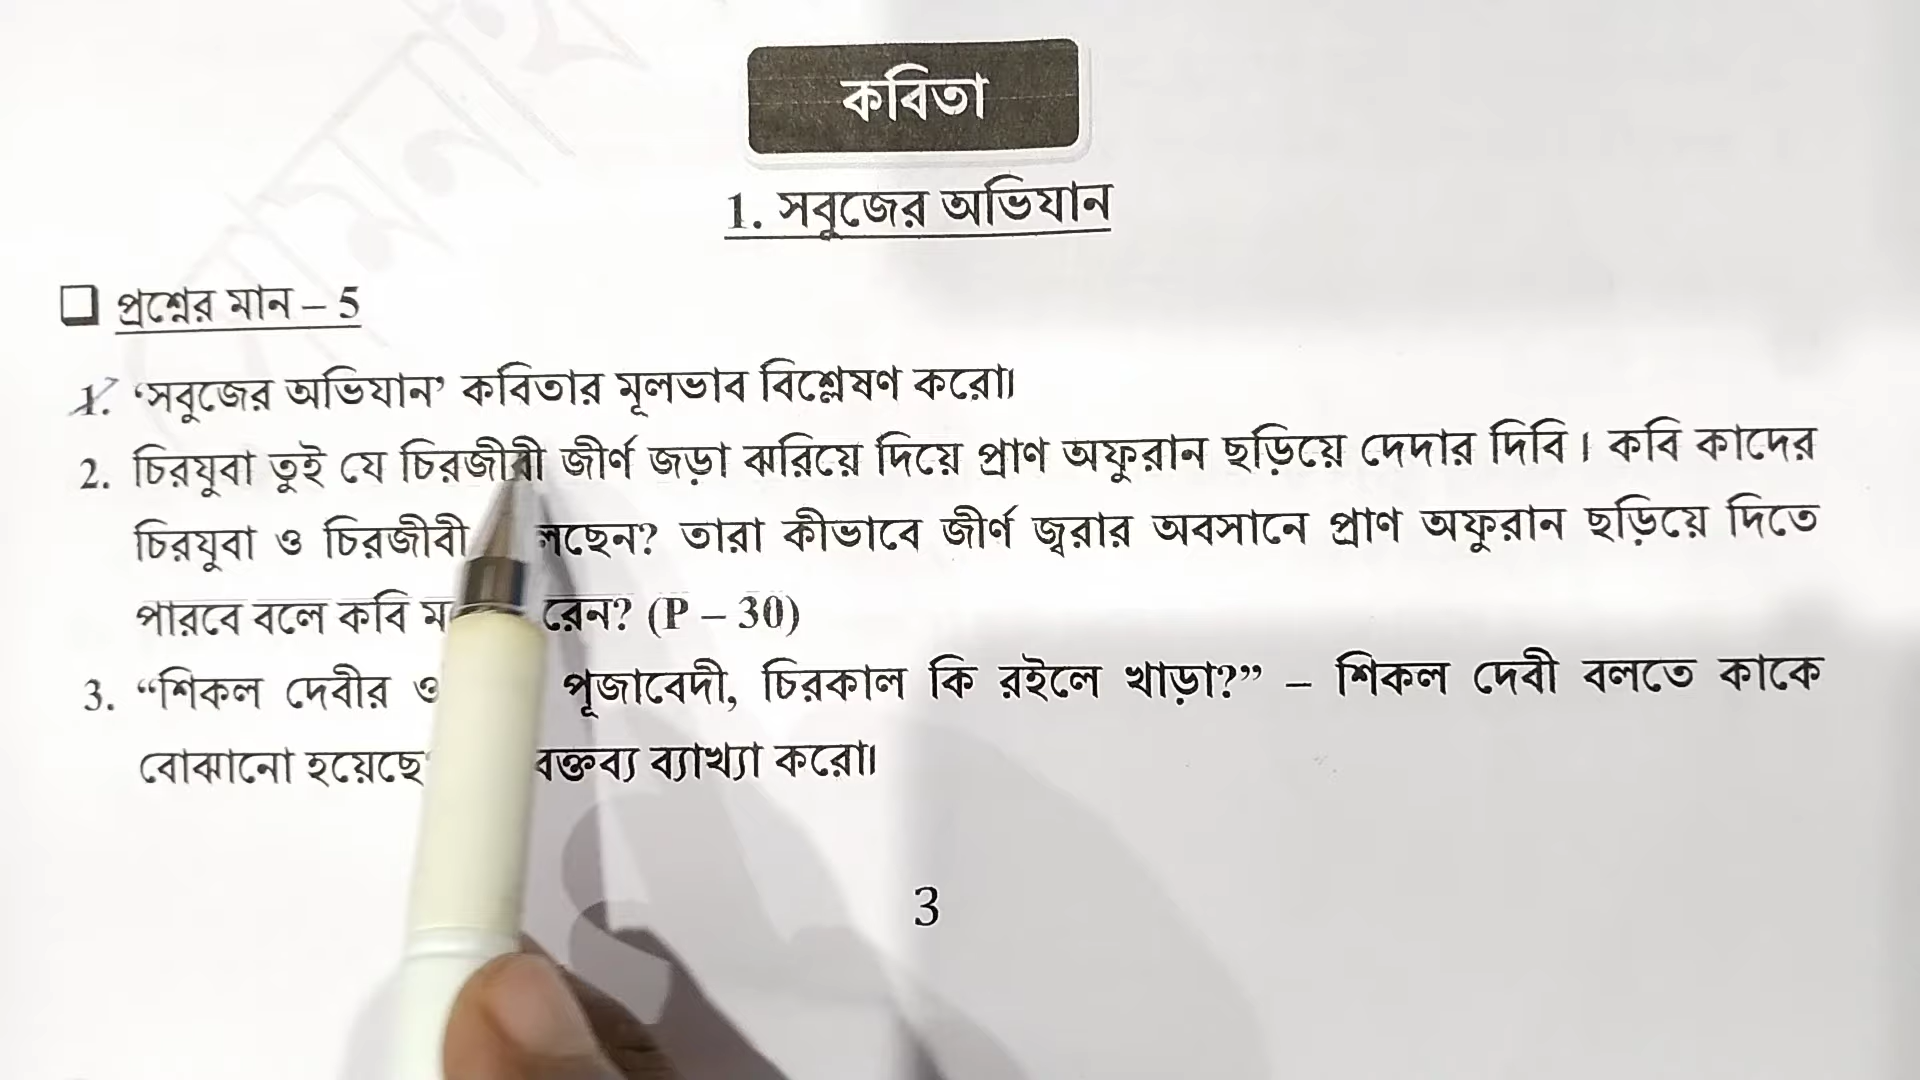 কবিতা
1. সবুজের অভিযান
প্রশ্নের মান – 5
1. ‘সবুজের অভিযান’ কবিতার মূলভাব বিশ্লেষণ করো।
2. চিরযুবা তুই যে চিরজীবী জীর্ণ জড়া ঝরিয়ে দিয়ে প্রাণ অফুরান ছড়িয়ে দেদার দিবি। কবি কাদের
চিরযুবা ও চিরজীবী তারা কীভাবে জীর্ণ জ্বরার অবসানে প্রাণ অফুরান ছড়িয়ে দিতে
পারবে বলে কবি (P – 30)
3. “শিকল দেবীর পূজাবেদী, চিরকাল কি রইলে খাড়া?” – শিকল দেবী বলতে কাকে
বোঝানো হয়েছে বক্তব্য ব্যাখ্যা করো।
3